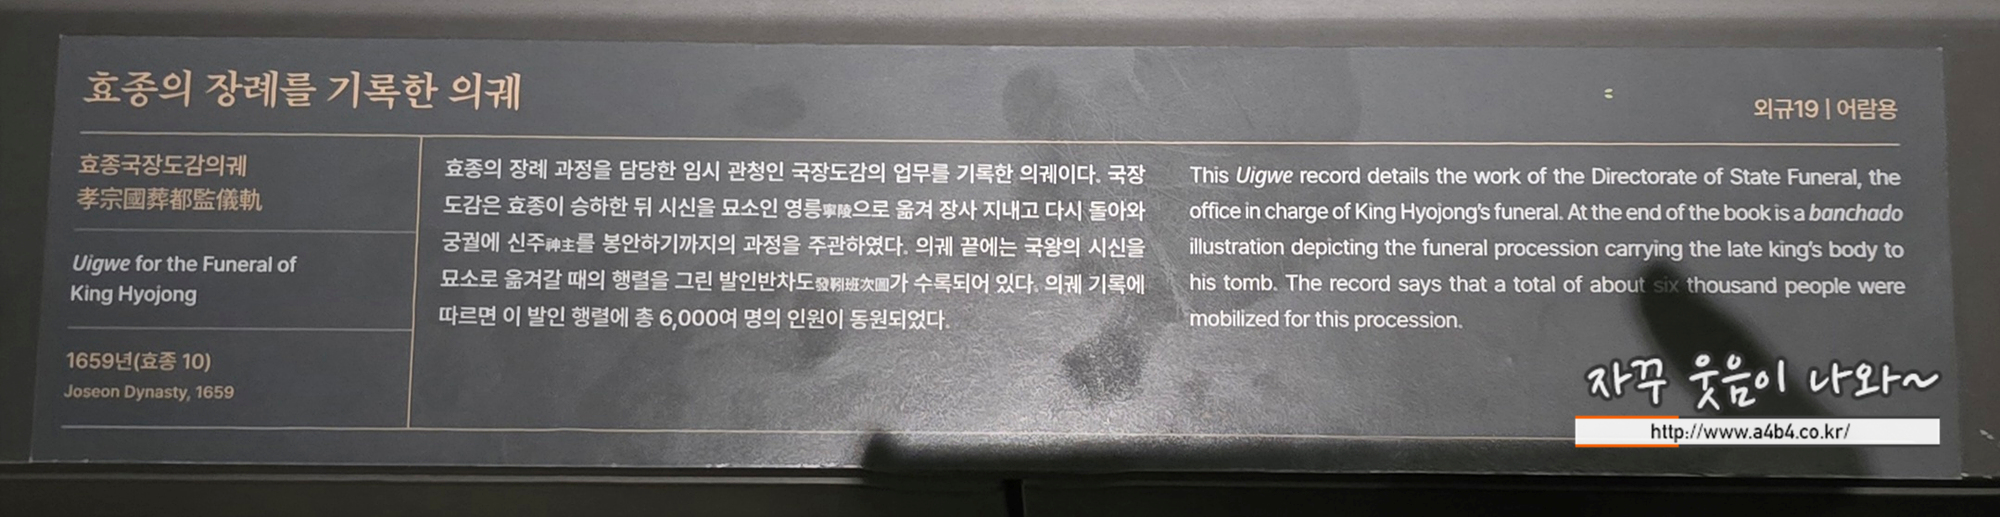 효종의 장례를 기록한 의궤
외규19 | 어람용
효종국장도감의궤
孝宗國葬都監儀軌
Uigwe for the Funeral of
King Hyojong
1659년(효종 10)
Joseon Dynasty, 1659
효종의 장례 과정을 담당한 임시 관청인 국장도감의 업무를 기록한 의궤이다. 국장
도감은 효종이 승하한 뒤 시신을 묘소인 영릉寧陵으로 옮겨 장사 지내고 다시 돌아와
궁궐에 신주神主를 봉안하기까지의 과정을 주관하였다. 의궤 끝에는 국왕의 시신을
묘소로 옮겨갈 때의 행렬을 그린 발인반차도發靷班次圖가 수록되어 있다. 의궤 기록에
따르면 이 발인 행렬에 총 6,000여 명의 인원이 동원되었다.
This Uigwe record details the work of the Directorate of State Funeral, the
office in charge of King Hyojong's funeral. At the end of the book is a banchado
illustration depicting the funeral procession carrying the late king's body to
his tomb. The record says that a total of about six thousand people were
mobilized for this procession.
자꾸 웃음이 나와~
http://www.a4b4.co.kr/